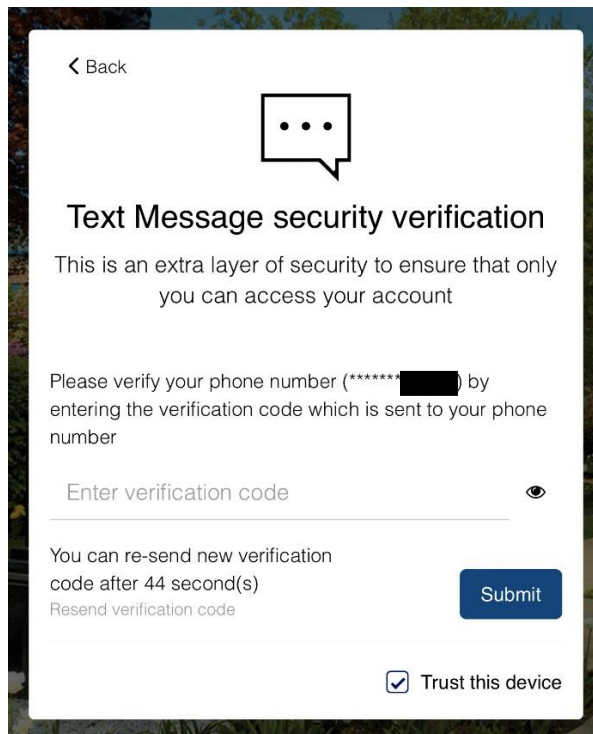 Back
Text Message security verification
This is an extra layer of security to ensure that only
you can access your account
Please verify your phone number (******* ) by
entering the verification code which is sent to your phone
number
Enter verification code
You can re-send new verification
code after 44 second(s)
Resend verification code
Submit
Trust this device